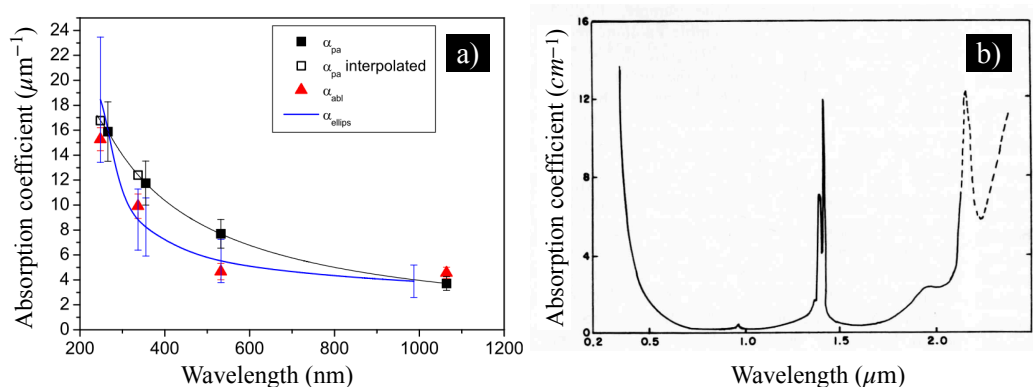 Absorption coefficient (μm⁻¹)
24
22
20
18
16
14
12
10
8
6
4
2
0
α_pa
α_pa interpolated
α_abl
α_ellips
a)
200 400 600 800 1000 1200
Wavelength (nm)
Absorption coefficient (cm⁻¹)
16
12
8
4
0
b)
0.2 0.5 1.0 1.5 2.0
Wavelength (μm)